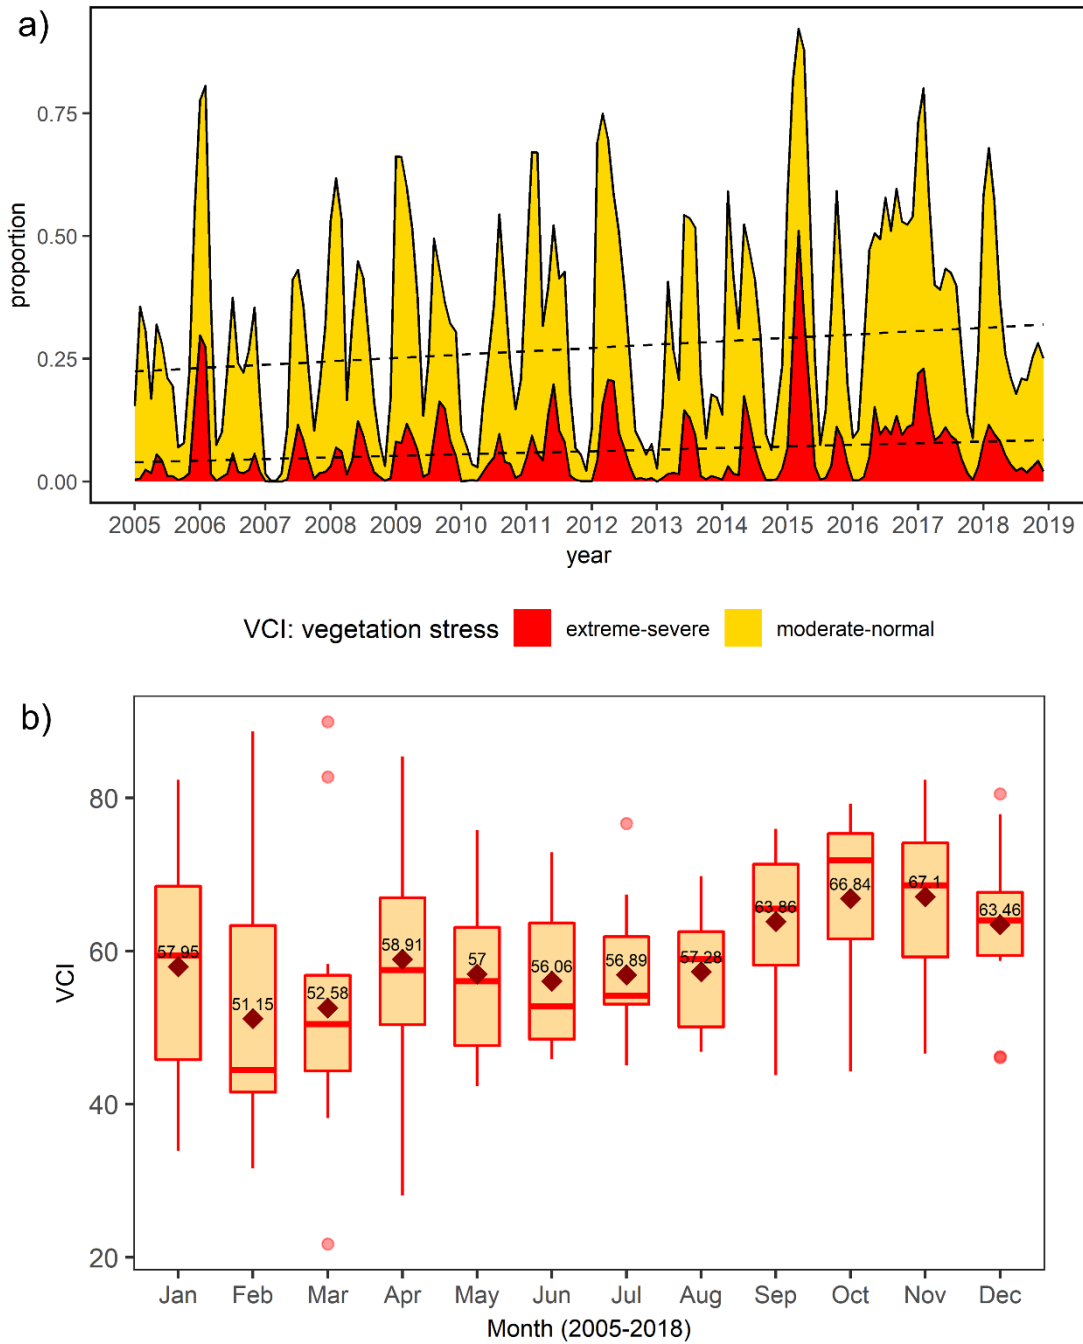 a)
0.75
0.50
0.25
0.00
proportion
2005 2006 2007 2008 2009 2010 2011 2012 2013 2014 2015 2016 2017 2018 2019
year
VCI: vegetation stress extreme-severe moderate-normal
b)
80
60
40
20
VCI
57.95 51.15 52.58 58.91 57 56.06 56.89 57.28 63.86 66.84 67.1 63.46
Jan Feb Mar Apr May Jun Jul Aug Sep Oct Nov Dec
Month (2005-2018)